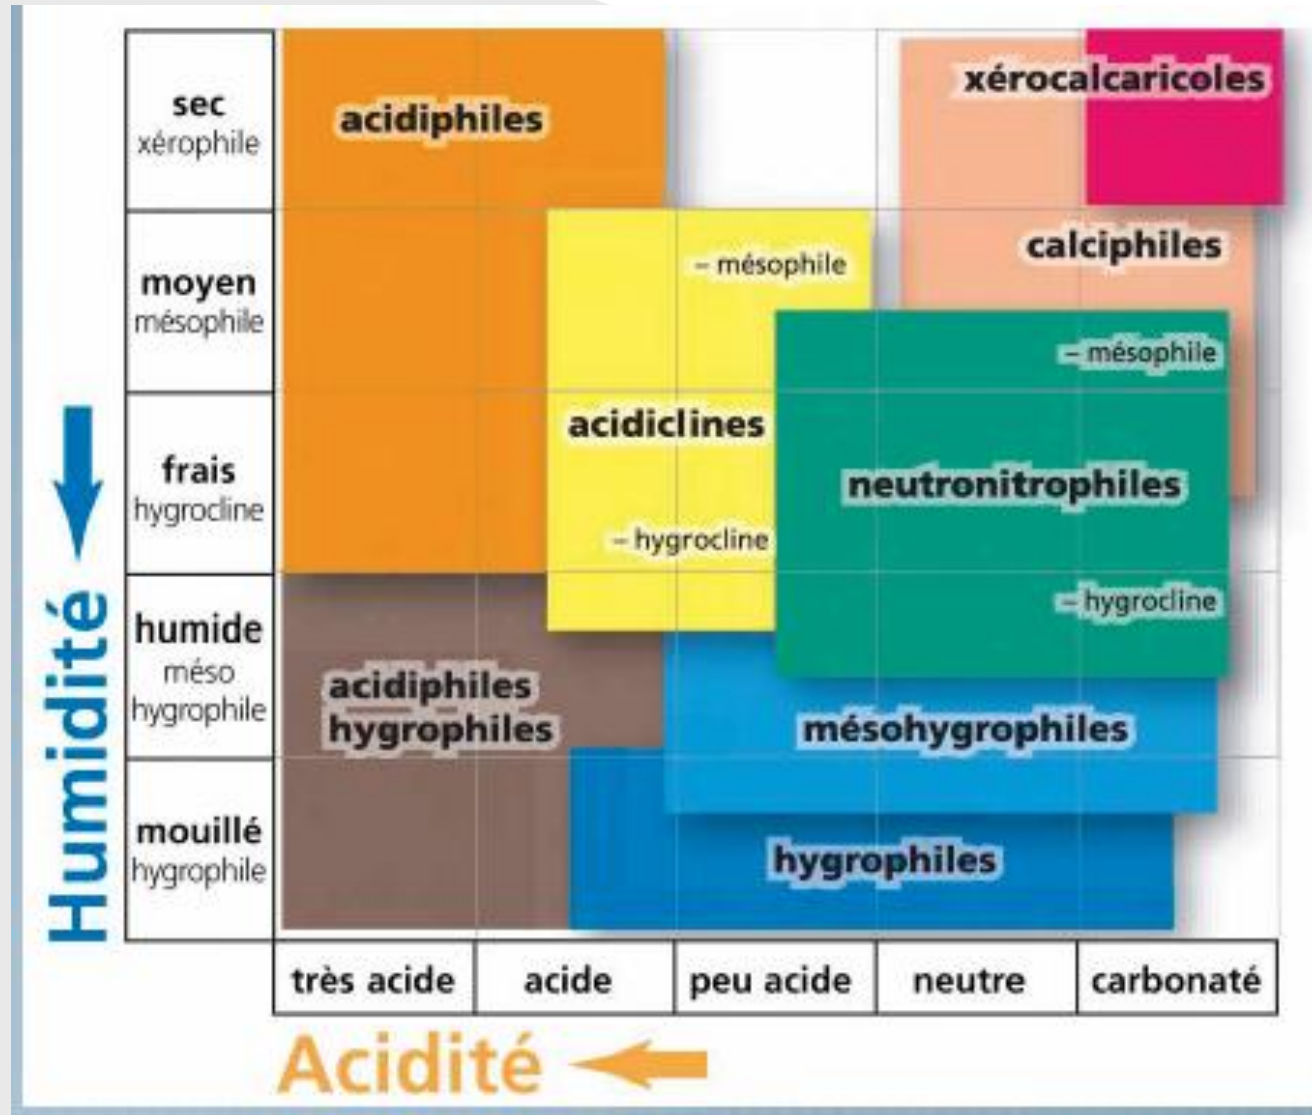 sec
xérophile
acidiphiles
xérocalcaricoles
moyen
mésophile
– mésophile
calciphiles
– mésophile
frais
hygrocline
acidiclines
neutronitrophiles
– hygrocline
humide
méso
hygrophile
– hygrocline
acidiphiles
hygrophiles
mésohygrophiles
mouillé
hygrophile
hygrophiles
Humidité
très acide
acide
peu acide
neutre
carbonaté
Acidité